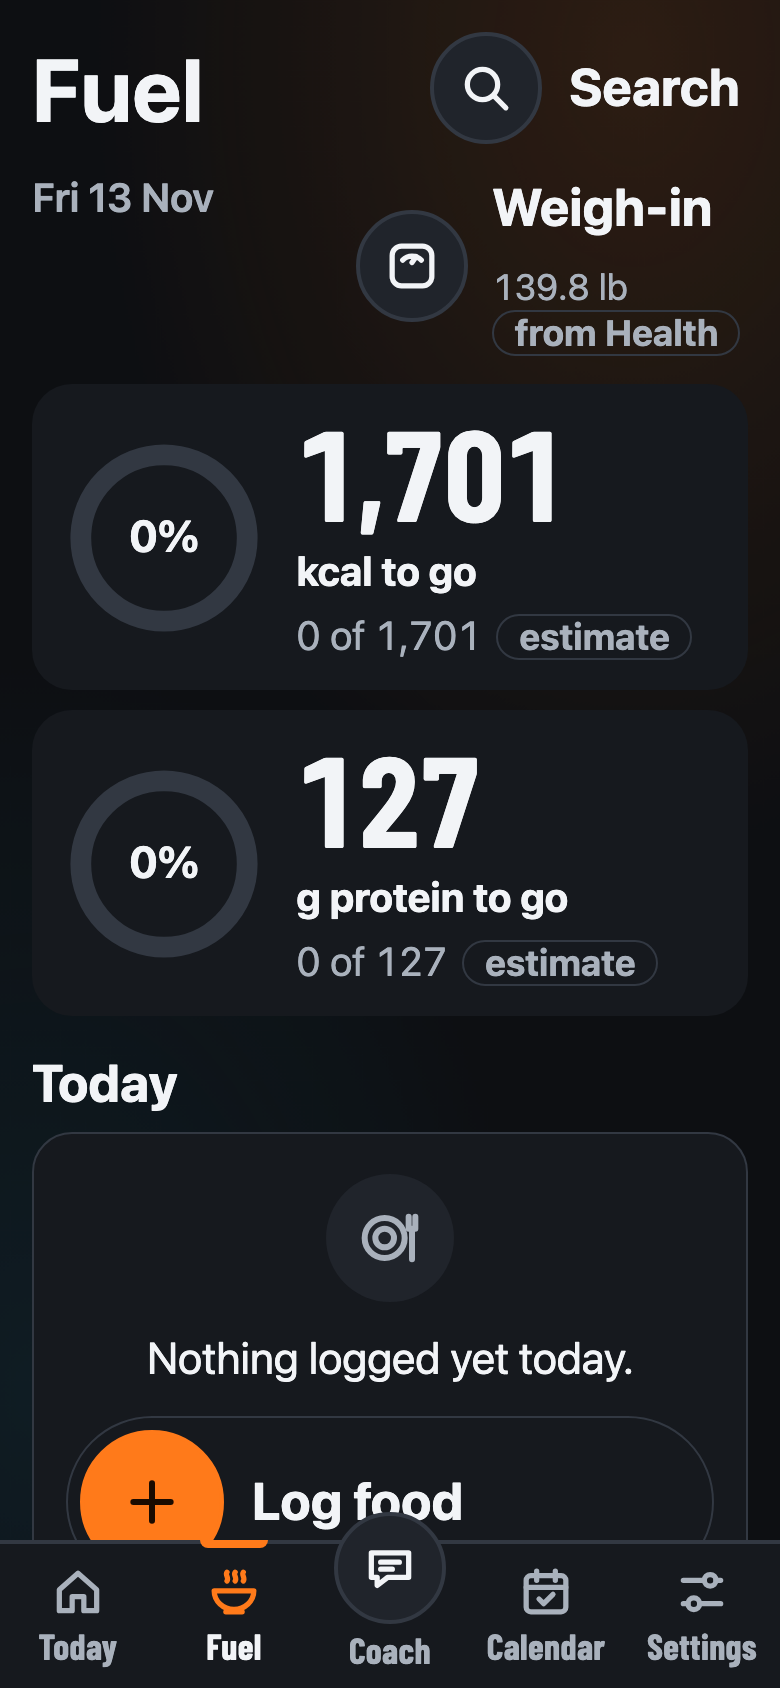 Fuel
Search
Fri 13 Nov
Weigh-in
139.8 lb
from Health
0%
1,701
kcal to go
0 of 1,701 estimate
0%
127
g protein to go
0 of 127 estimate
Today
Nothing logged yet today.
Log food
Today
Fuel
Coach
Calendar
Settings